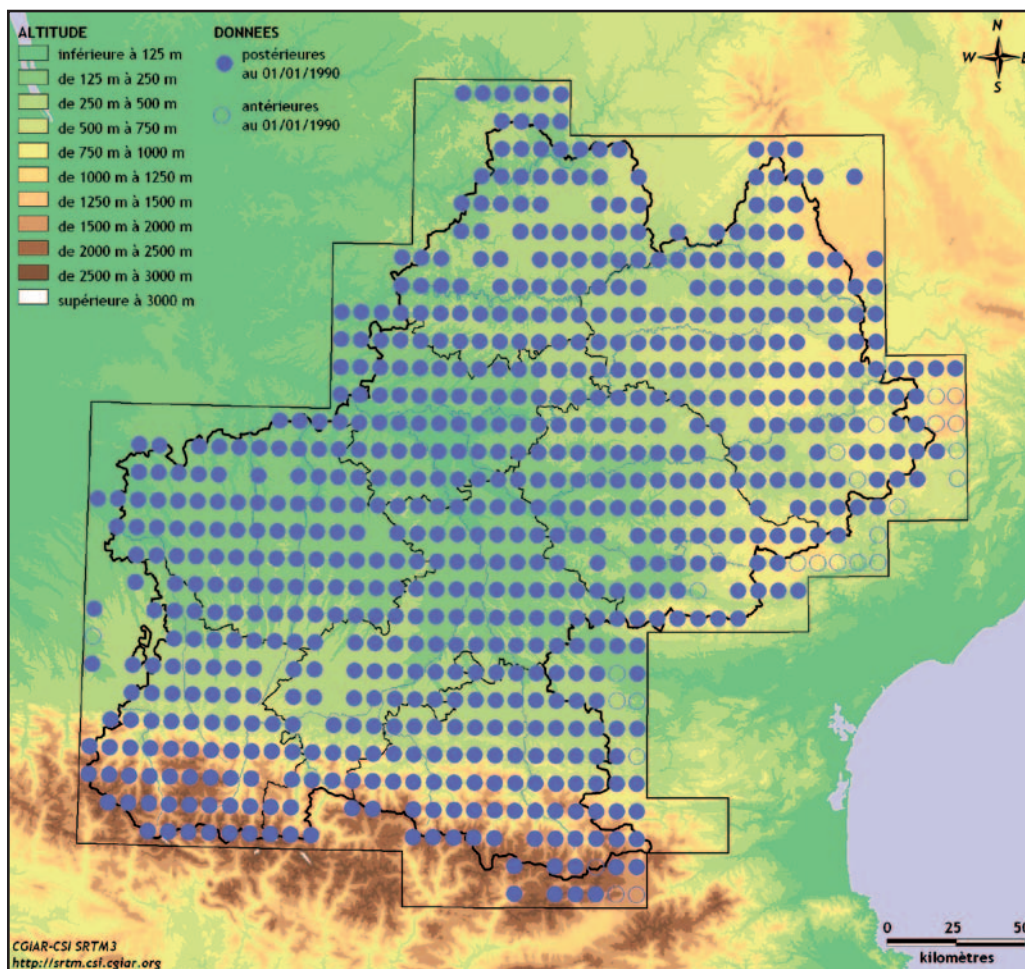 ALTITUDE
inférieure à 125 m
de 125 m à 250 m
de 250 m à 500 m
de 500 m à 750 m
de 750 m à 1000 m
de 1000 m à 1250 m
de 1250 m à 1500 m
de 1500 m à 2000 m
de 2000 m à 2500 m
de 2500 m à 3000 m
supérieure à 3000 m
DONNEES
postérieures
au 01/01/1990
antérieures
au 01/01/1990
N
W E
S
CGIAR-CSI SRTM3
http://srtm.csi.cgiar.org
0 25 50
kilomètres